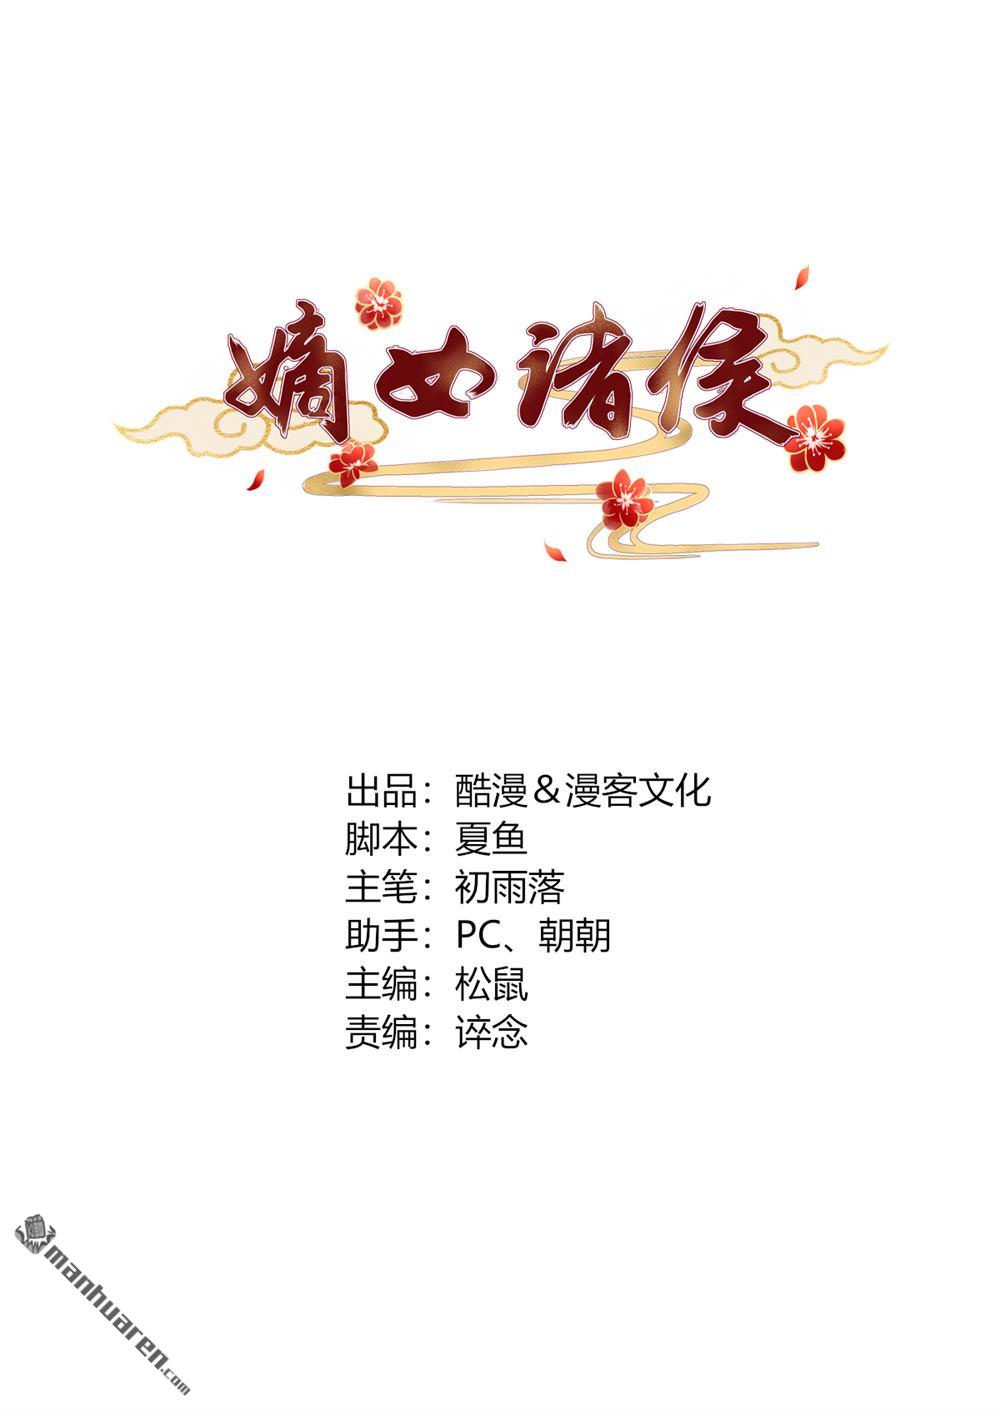 嫡女诸侯
出品：酷漫＆漫客文化
脚本：夏鱼
主笔：初雨落
助手：PC、朝朝
主编：松鼠
责编：谇念
manhuaren.com